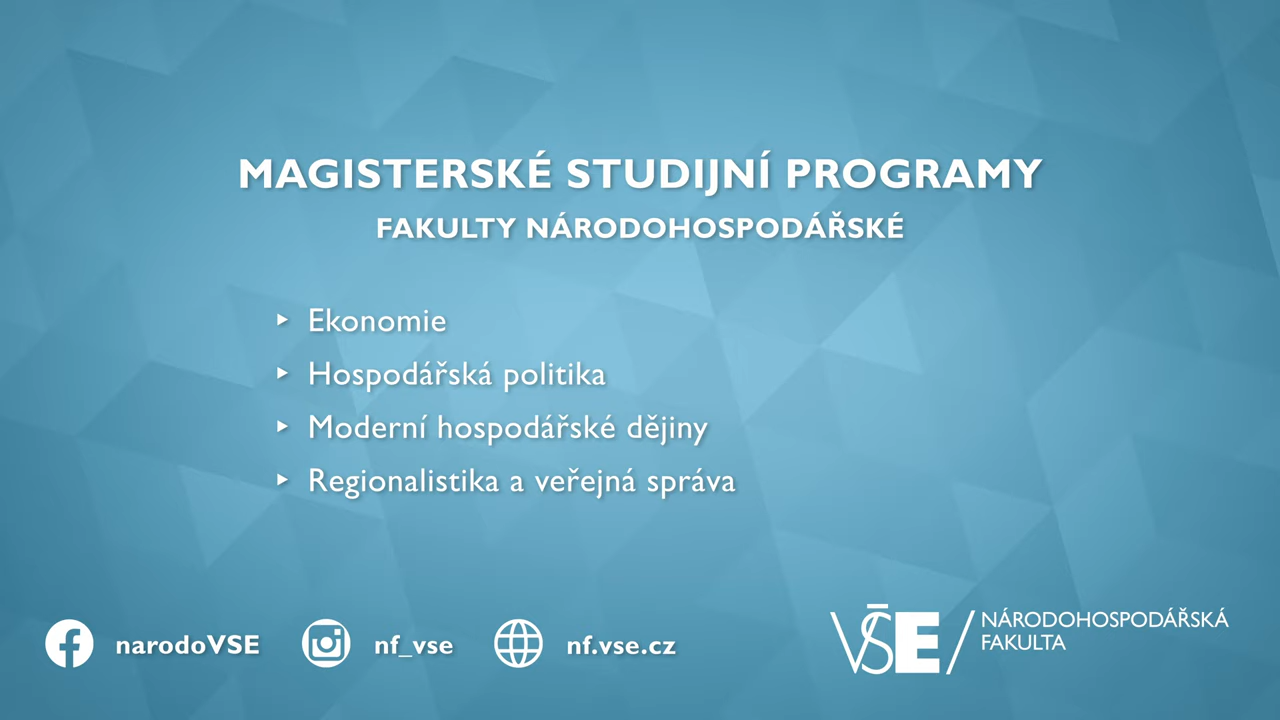 MAGISTERSKÉ STUDIJNÍ PROGRAMY
FAKULTY NÁRODOHOSPODÁŘSKÉ
Ekonomie
Hospodářská politika
Moderní hospodářské dějiny
Regionalistika a veřejná správa
narodoVSE
nf_vse
nf.vse.cz
VŠE / NÁRODOHOSPODÁŘSKÁ
FAKULTA